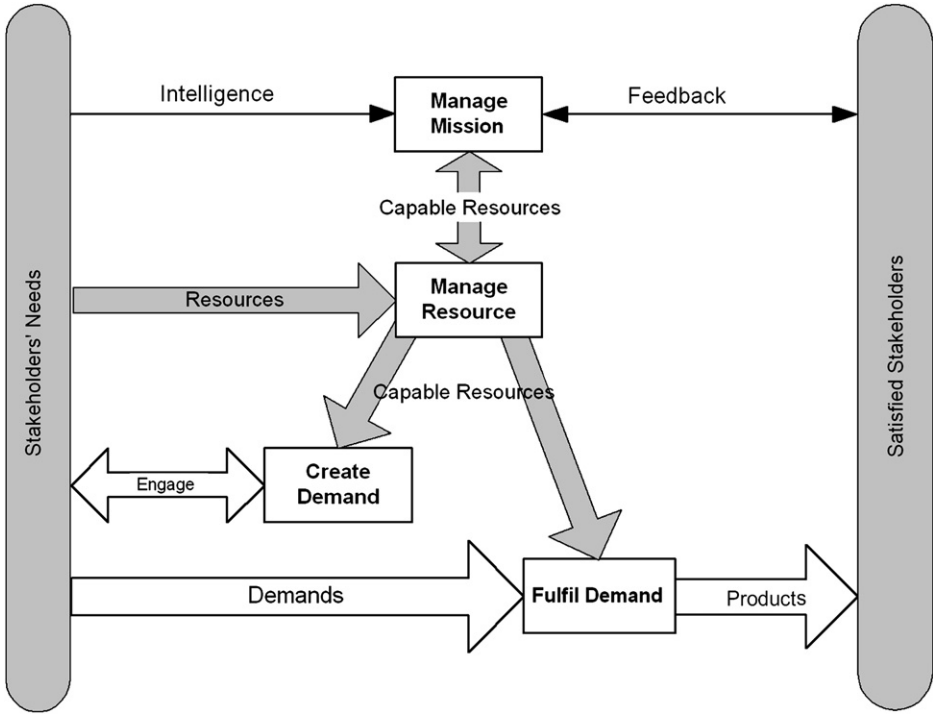 Intelligence
Manage
Mission
Feedback
Capable Resources
Stakeholders' Needs
Resources
Manage
Resource
Satisfied Stakeholders
Capable Resources
Engage
Create
Demand
Demands
Fulfil Demand
Products